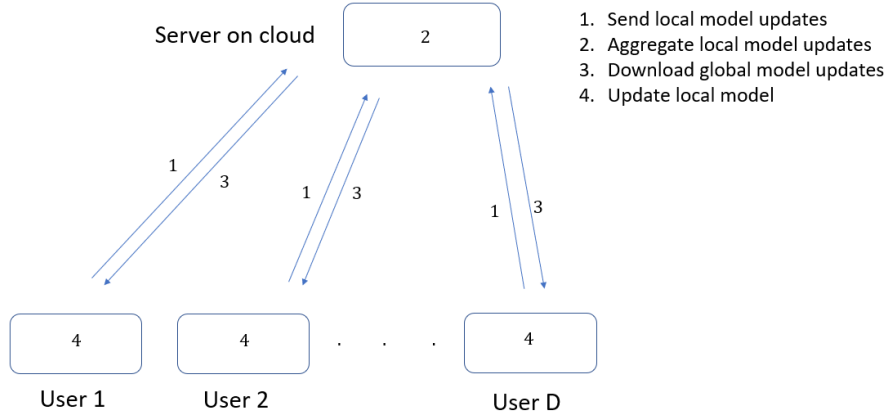 Server on cloud
2
1. Send local model updates
2. Aggregate local model updates
3. Download global model updates
4. Update local model
1
3
1
3
1
3
4
4
. . .
4
User 1
User 2
User D